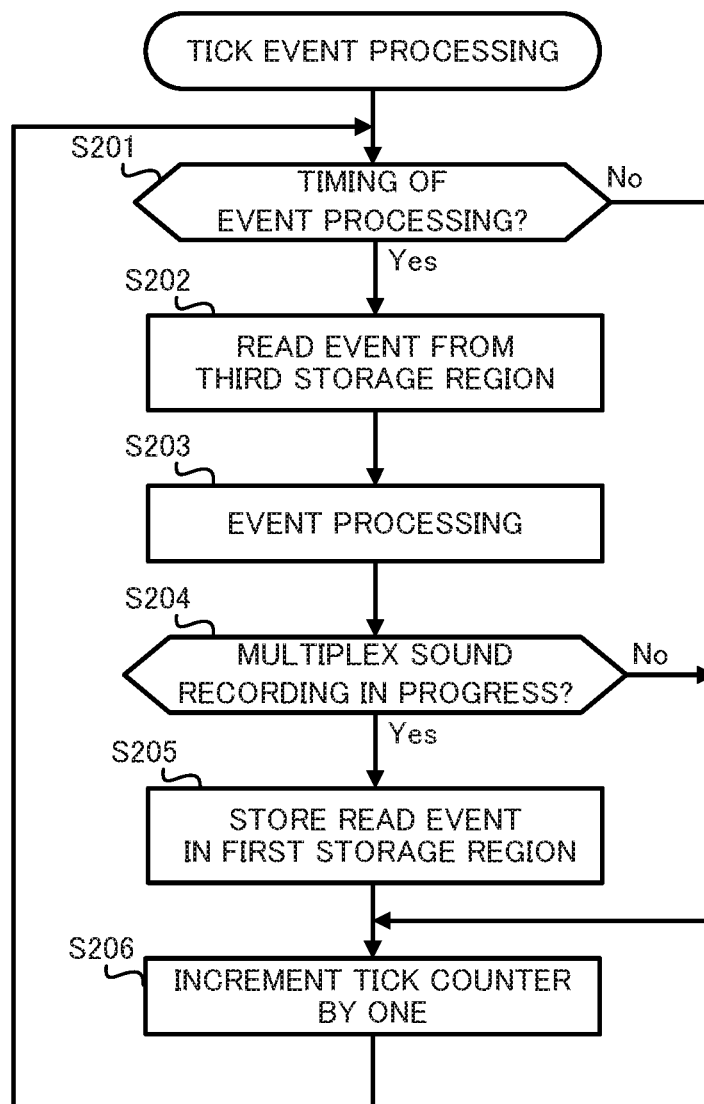 TICK EVENT PROCESSING
S201
TIMING OF
EVENT PROCESSING?
No
Yes
S202
READ EVENT FROM
THIRD STORAGE REGION
S203
EVENT PROCESSING
S204
MULTIPLEX SOUND
RECORDING IN PROGRESS?
No
Yes
S205
STORE READ EVENT
IN FIRST STORAGE REGION
S206
INCREMENT TICK COUNTER
BY ONE